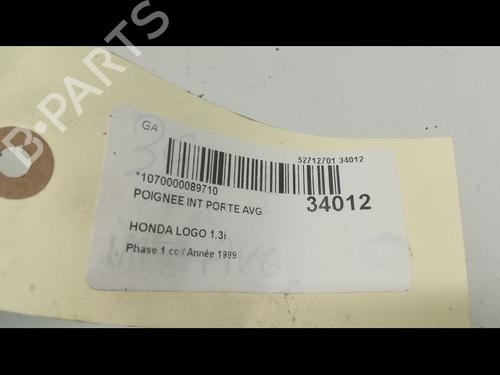 B-PARTS
GA
52712701 34012
*1070000089710
POIGNEE INT PORTE AVG
34012
HONDA LOGO 1.3i
Phase 1 cc / Année 1999